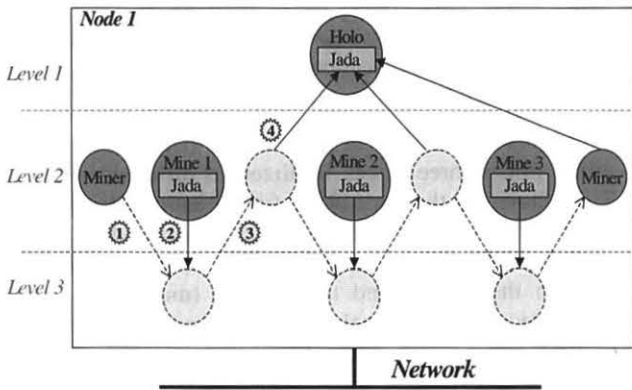 Node 1
Holo
Jada
Level 1
4
Miner
Mine 1
Jada
Mine 2
Jada
Mine 3
Jada
Miner
Level 2
1
2
3
Level 3
Network